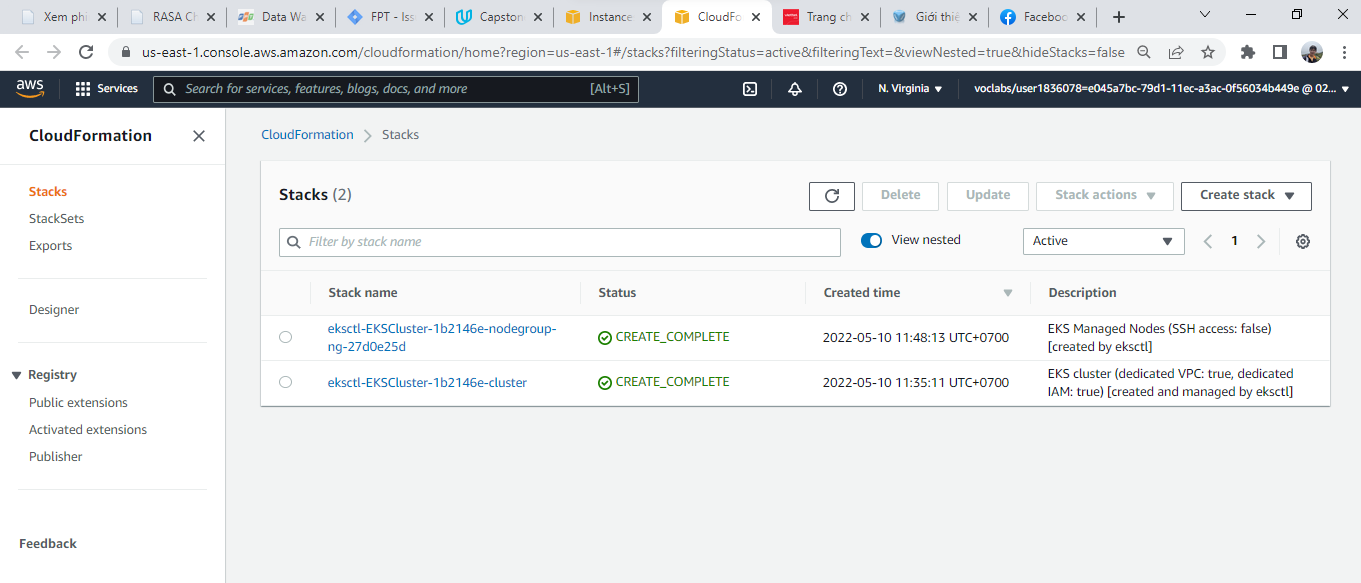 Xem phi
RASA Ch
Data Wa
FPT - Iss
Capston
Instance
CloudFo
Trang ch
Giới thiệ
Faceboo
us-east-1.console.aws.amazon.com/cloudformation/home?region=us-east-1#/stacks?filteringStatus=active&filteringText=&viewNested=true&hideStacks=false
aws
Services
Search for services, features, blogs, docs, and more
[Alt+S]
N. Virginia
voclabs/user1836078=e045a7bc-79d1-11ec-a3ac-0f56034b449e @ 02...
CloudFormation
Stacks
StackSets
Exports
Designer
Registry
Public extensions
Activated extensions
Publisher
Feedback
CloudFormation > Stacks
Stacks (2)
Delete
Update
Stack actions
Create stack
Filter by stack name
View nested
Active
1
Stack name
Status
Created time
Description
eksctl-EKSCluster-1b2146e-nodegroup-
ng-27d0e25d
CREATE_COMPLETE
2022-05-10 11:48:13 UTC+0700
EKS Managed Nodes (SSH access: false)
[created by eksctl]
eksctl-EKSCluster-1b2146e-cluster
CREATE_COMPLETE
2022-05-10 11:35:11 UTC+0700
EKS cluster (dedicated VPC: true, dedicated
IAM: true) [created and managed by eksctl]